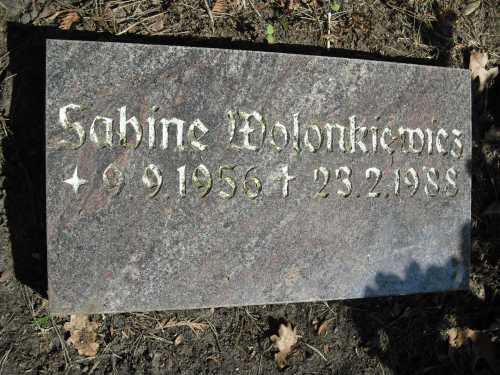 Sabine Wolonkiewicz
✦ 9.9.1956 ✝ 23.2.1988